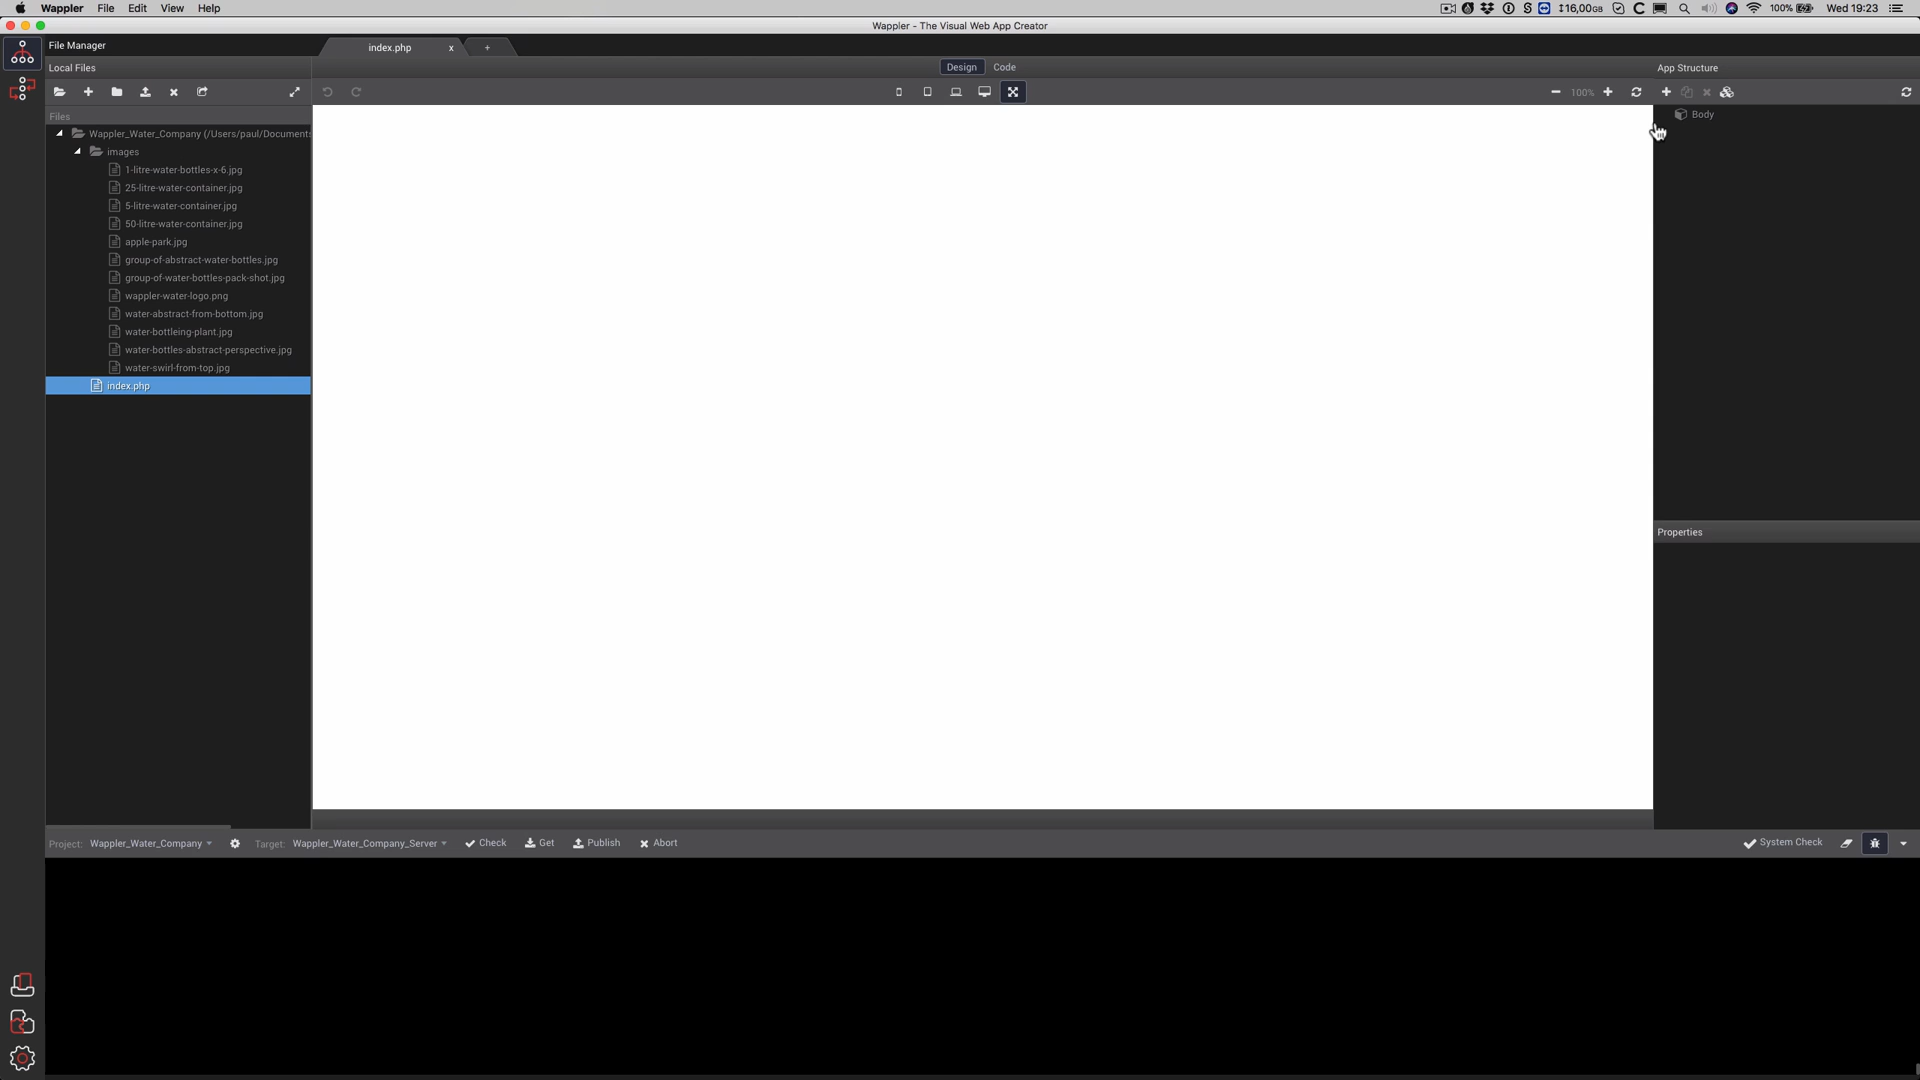 Wappler File Edit View Help 16,00GB 100% Wed 19:23
Wappler - The Visual Web App Creator
File Manager index.php x +
Local Files Design Code App Structure
100%
Files
Body
Wappler_Water_Company (/Users/paul/Documents
images
1-litre-water-bottles-x-6.jpg
25-litre-water-container.jpg
5-litre-water-container.jpg
50-litre-water-container.jpg
apple-park.jpg
group-of-abstract-water-bottles.jpg
group-of-water-bottles-pack-shot.jpg
wappler-water-logo.png
water-abstract-from-bottom.jpg
water-bottleing-plant.jpg
water-bottles-abstract-perspective.jpg
water-swirl-from-top.jpg
index.php
Properties
Project: Wappler_Water_Company Target: Wappler_Water_Company_Server Check Get Publish Abort System Check